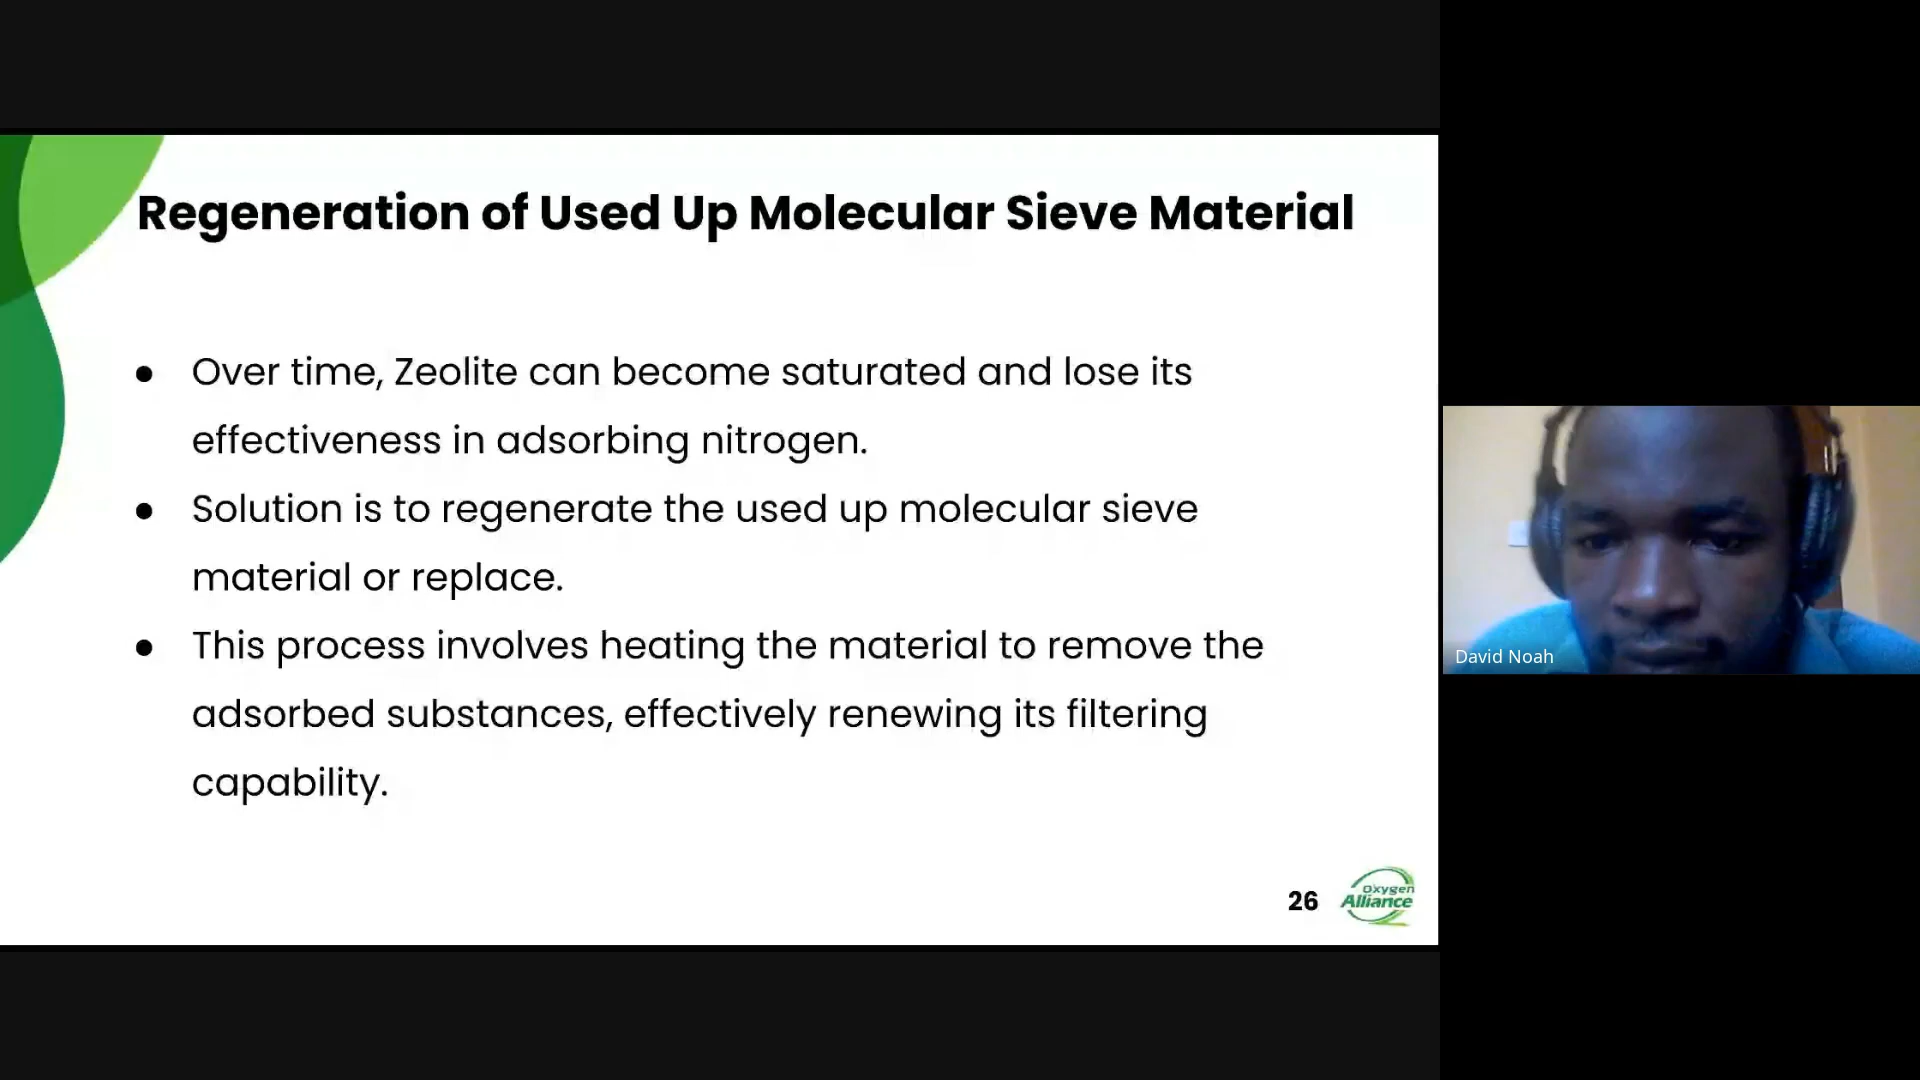 Regeneration of Used Up Molecular Sieve Material
● Over time, Zeolite can become saturated and lose its
effectiveness in adsorbing nitrogen.
● Solution is to regenerate the used up molecular sieve
material or replace.
● This process involves heating the material to remove the
adsorbed substances, effectively renewing its filtering
capability.
26
Oxygen
Alliance
David Noah